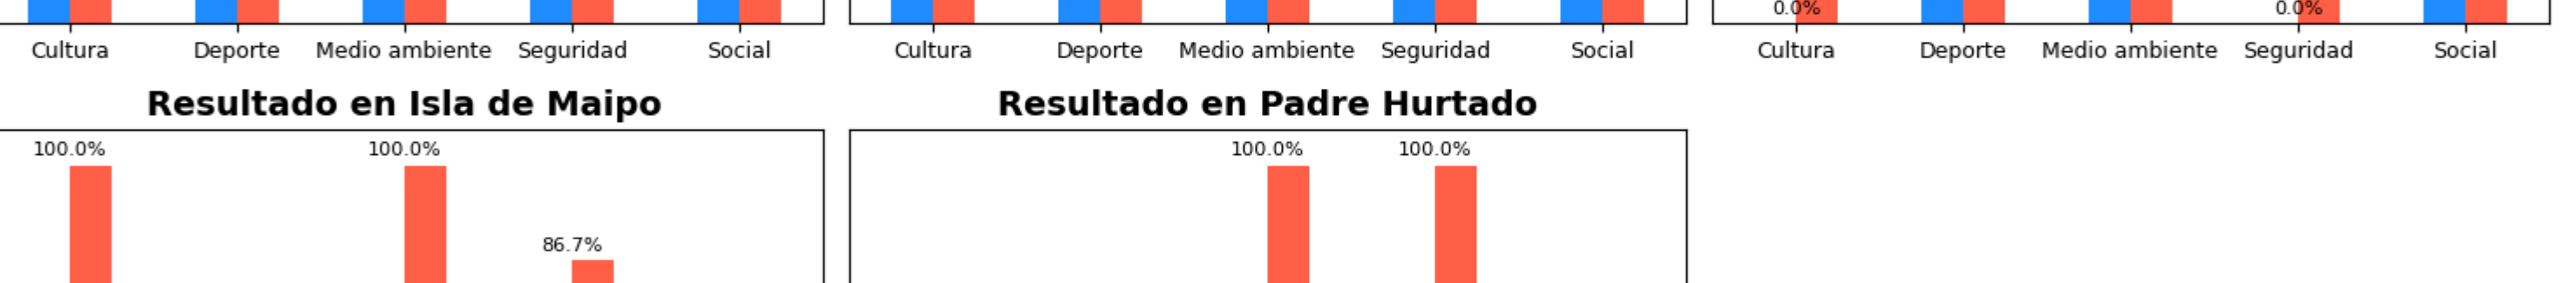 0.0% 0.0%
Cultura Deporte Medio ambiente Seguridad Social Cultura Deporte Medio ambiente Seguridad Social Cultura Deporte Medio ambiente Seguridad Social
Resultado en Isla de Maipo Resultado en Padre Hurtado
100.0% 100.0% 100.0% 100.0%
86.7%